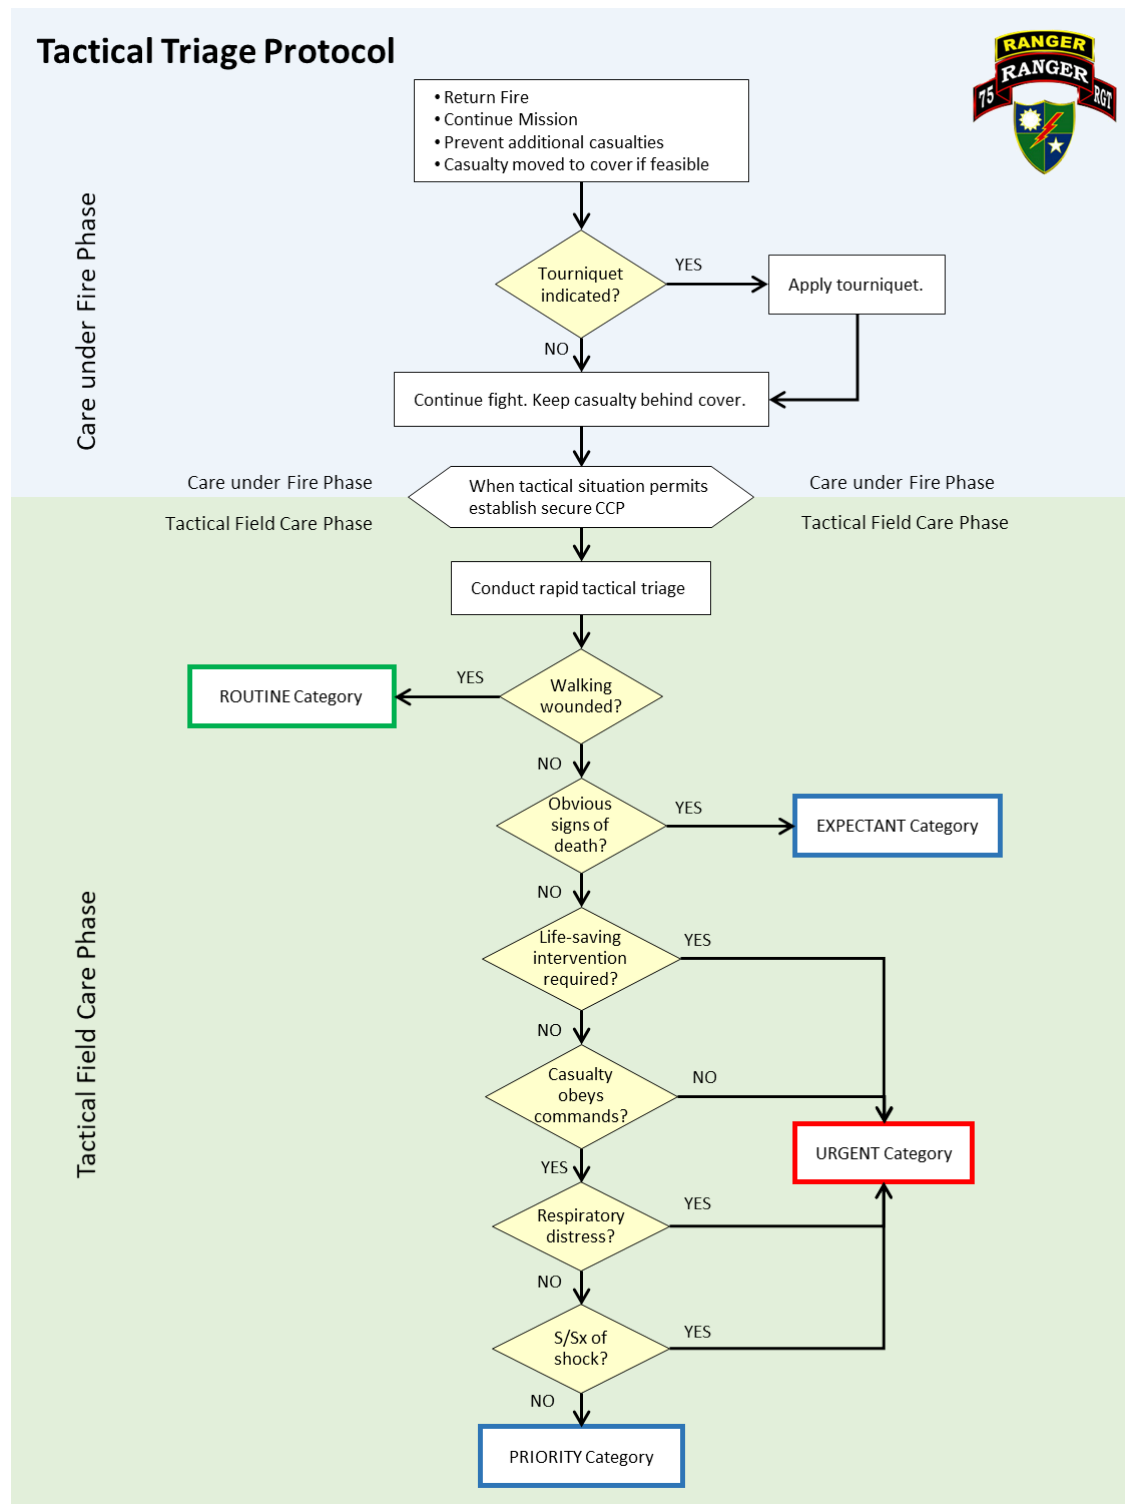 Tactical Triage Protocol
RANGER
75 RANGER RGT
• Return Fire
• Continue Mission
• Prevent additional casualties
• Casualty moved to cover if feasible
Care under Fire Phase
Tourniquet
indicated?
YES
Apply tourniquet.
NO
Continue fight. Keep casualty behind cover.
Care under Fire Phase
When tactical situation permits
establish secure CCP
Care under Fire Phase
Tactical Field Care Phase
Tactical Field Care Phase
Conduct rapid tactical triage
Walking
wounded?
YES
ROUTINE Category
NO
Obvious
signs of
death?
YES
EXPECTANT Category
NO
Tactical Field Care Phase
Life-saving
intervention
required?
YES
NO
Casualty
obeys
commands?
NO
URGENT Category
YES
Respiratory
distress?
YES
NO
S/Sx of
shock?
YES
NO
PRIORITY Category